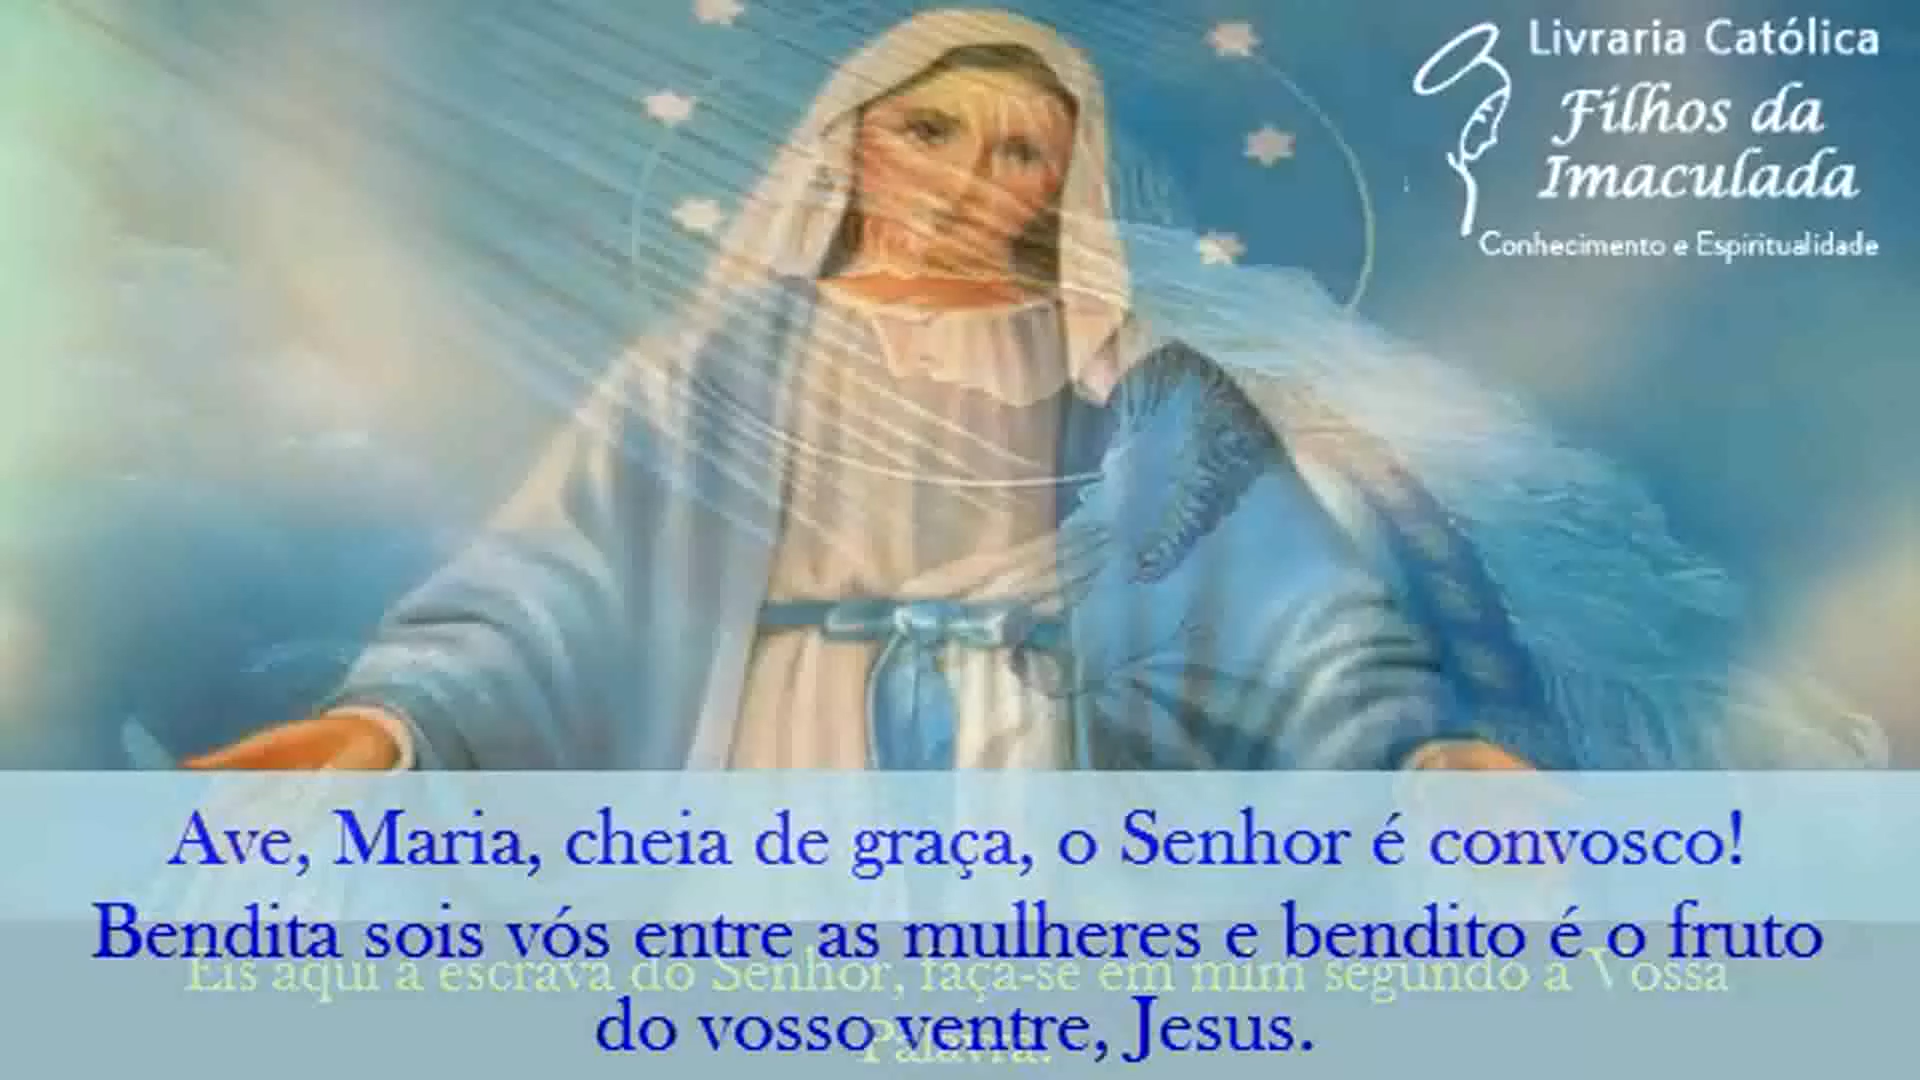 Livraria Católica
Filhos da
Imaculada
Conhecimento e Espiritualidade
Ave, Maria, cheia de graça, o Senhor é convosco!
Bendita sois vós entre as mulheres e bendito é o fruto
do vosso ventre, Jesus.
Eis aqui a escrava do Senhor, faça-se em mim segundo a Vossa
Palavra.